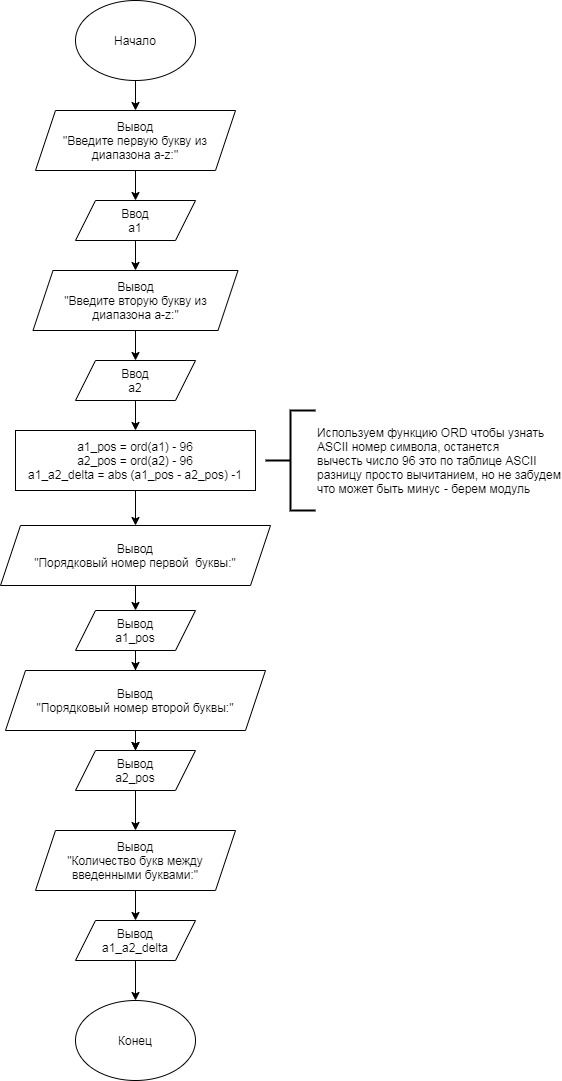 Начало
Вывод
"Введите первую букву из
диапазона a-z:"
Ввод
a1
Вывод
"Введите вторую букву из
диапазона a-z:"
Ввод
a2
a1_pos = ord(a1) - 96
a2_pos = ord(a2) - 96
a1_a2_delta = abs (a1_pos - a2_pos) -1
Используем функцию ORD чтобы узнать
ASCII номер символа, останется
вычесть число 96 это по таблице ASCII
разницу просто вычитанием, но не забудем
что может быть минус - берем модуль
Вывод
"Порядковый номер первой  буквы:"
Вывод
a1_pos
Вывод
"Порядковый номер второй буквы:"
Вывод
a2_pos
Вывод
"Количество букв между
введенными буквами:"
Вывод
a1_a2_delta
Конец